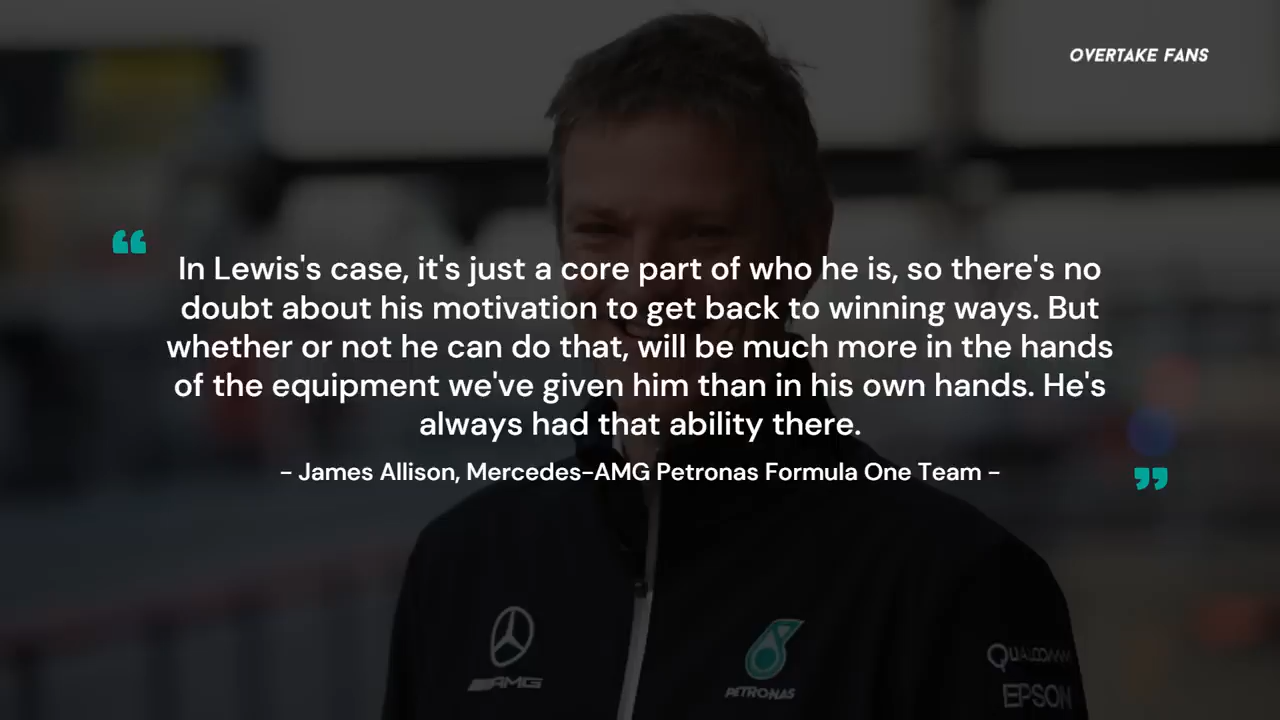 OVERTAKE FANS
“
In Lewis's case, it's just a core part of who he is, so there's no
doubt about his motivation to get back to winning ways. But
whether or not he can do that, will be much more in the hands
of the equipment we've given him than in his own hands. He's
always had that ability there.
- James Allison, Mercedes-AMG Petronas Formula One Team -
”
AMG
PETRONAS
QUALCOMM
EPSON